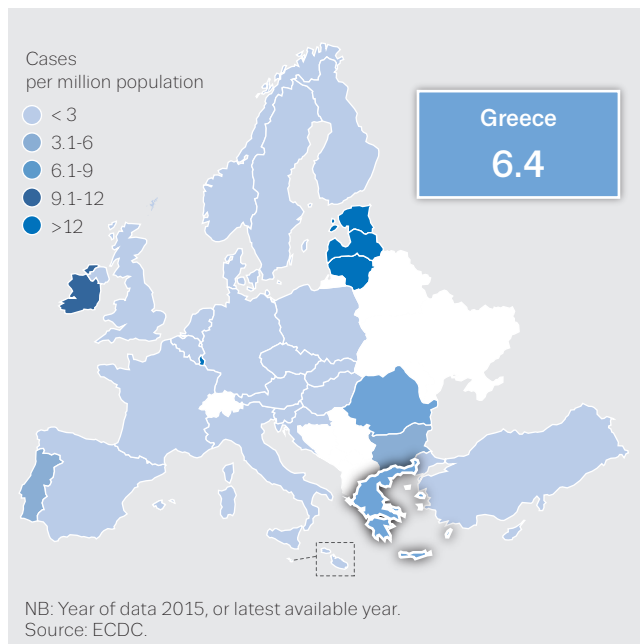 Cases
per million population
< 3
3.1-6
6.1-9
9.1-12
>12
Greece
6.4
NB: Year of data 2015, or latest available year.
Source: ECDC.